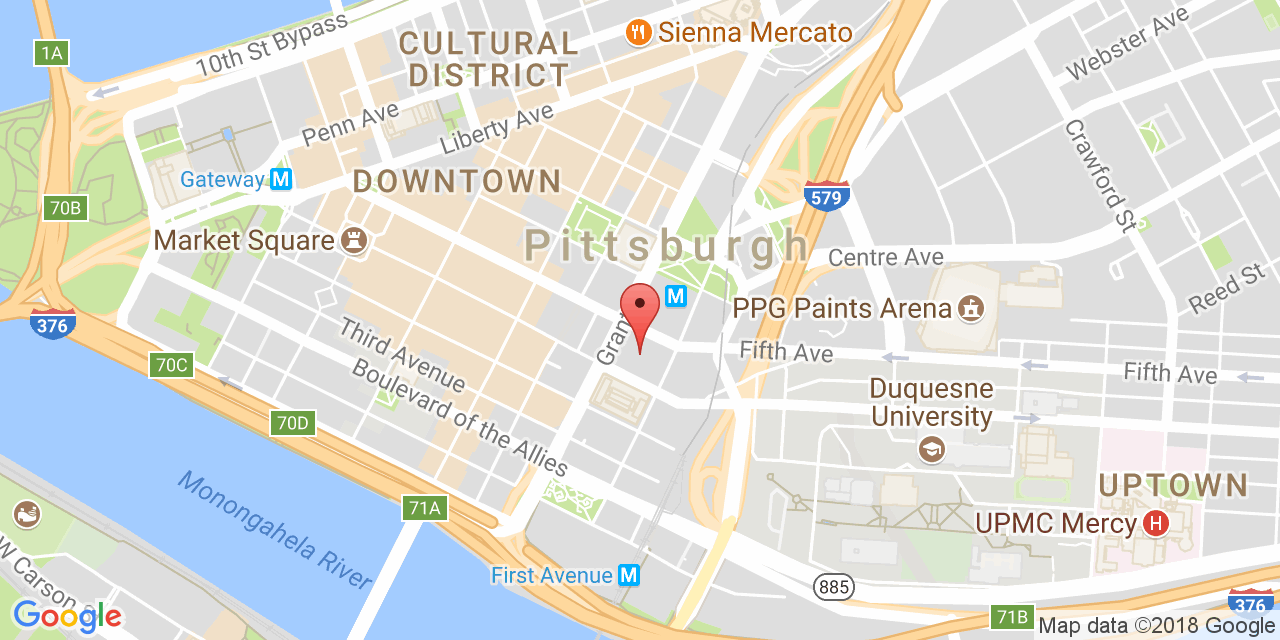 1A
10th St Bypass
CULTURAL
DISTRICT
Sienna Mercato
Webster Ave
Penn Ave
Liberty Ave
Crawford St
Gateway M
DOWNTOWN
579
70B
Market Square
Pittsburgh
Centre Ave
Reed St
M
PPG Paints Arena
376
Grant
Third Avenue
Fifth Ave
Fifth Ave
70C
Boulevard of the Allies
Duquesne
University
70D
71A
UPTOWN
Monongahela River
UPMC Mercy H
W Carson
First Avenue M
885
376
71B
Google
Map data ©2018 Google